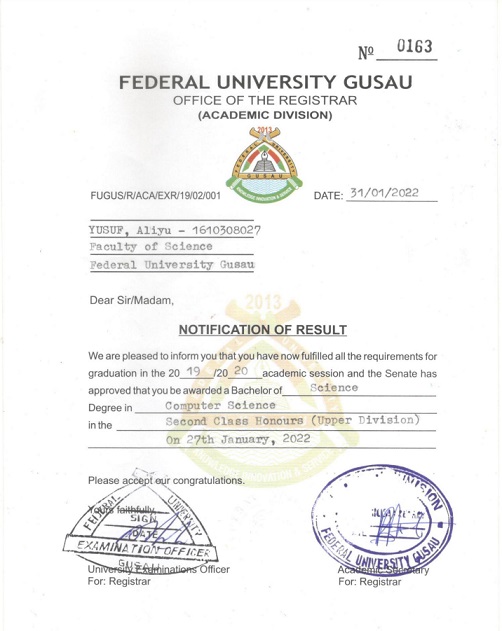 Nº 0163
FEDERAL UNIVERSITY GUSAU
OFFICE OF THE REGISTRAR
(ACADEMIC DIVISION)
2013
FEDERAL UNIVERSITY
GUSAU
FUGUS/R/ACA/EXR/19/02/001 DATE: 31/01/2022
YUSUF, Aliyu - 1610308027
Faculty of Science
Federal University Gusau
Dear Sir/Madam,
2013
NOTIFICATION OF RESULT
We are pleased to inform you that you have now fulfilled all the requirements for
graduation in the 20 19 /20 20 academic session and the Senate has
approved that you be awarded a Bachelor of Science
Degree in Computer Science
in the Second Class Honours (Upper Division)
On 27th January, 2022
Please accept our congratulations.
Yours faithfully,
FEDERAL UNIVERSITY
SIGN
DATE
EXAMINATION OFFICER
GUSAU
University Examinations Officer
For: Registrar
DIVISION
FEDERAL UNIVERSITY GUSAU
Academic Secretary
For: Registrar